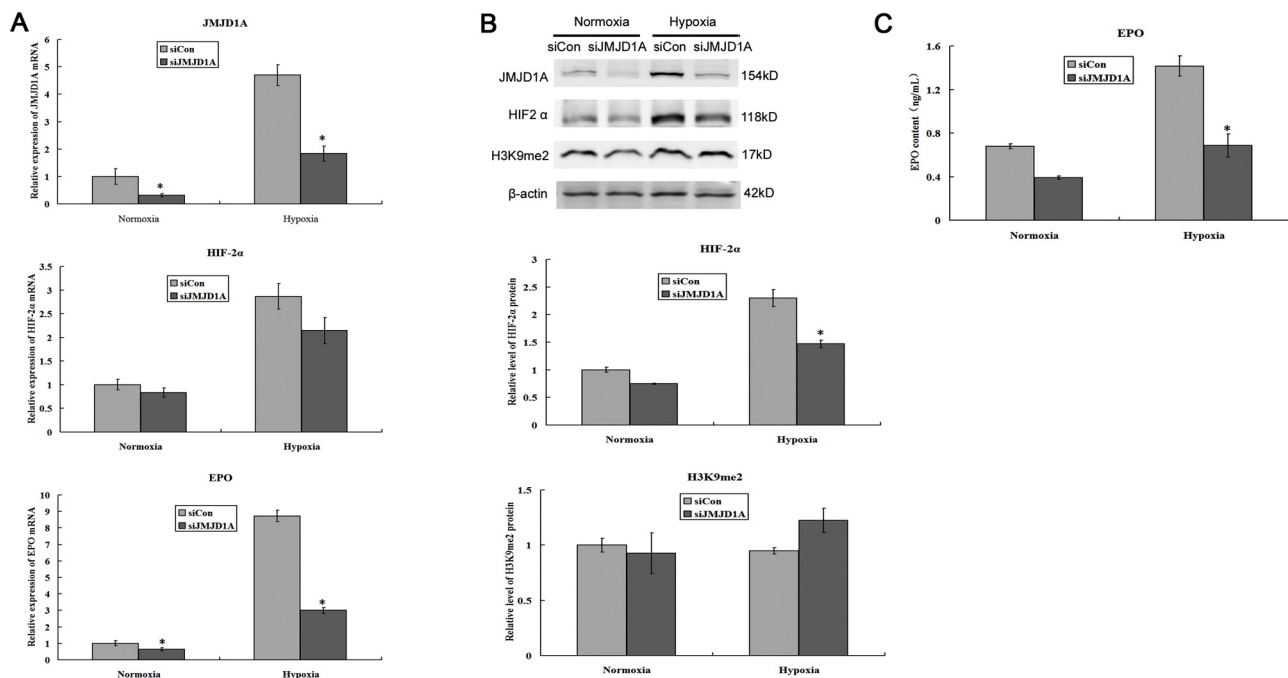 A
JMJD1A
siCon
siJMJD1A
Relative expression of JMJD1A mRNA
6
5
4
3
2
1
0
*
*
Normoxia
Hypoxia
HIF-2α
siCon
siJMJD1A
Relative expression of HIF-2α mRNA
3.5
3
2.5
2
1.5
1
0.5
0
Normoxia
Hypoxia
EPO
siCon
siJMJD1A
Relative expression of EPO mRNA
10
9
8
7
6
5
4
3
2
1
0
*
*
Normoxia
Hypoxia
B
Normoxia Hypoxia
siCon siJMJD1A siCon siJMJD1A
JMJD1A 154kD
HIF2 α 118kD
H3K9me2 17kD
β-actin 42kD
HIF-2α
siCon
siJMJD1A
Relative level of HIF-2α protein
3
2.5
2
1.5
1
0.5
0
*
Normoxia
Hypoxia
H3K9me2
siCon
siJMJD1A
Relative level of H3K9me2 protein
1.5
1
0.5
0
Normoxia
Hypoxia
C
EPO
siCon
siJMJD1A
EPO content（ng/mL）
1.6
1.2
0.8
0.4
0
*
Normoxia
Hypoxia